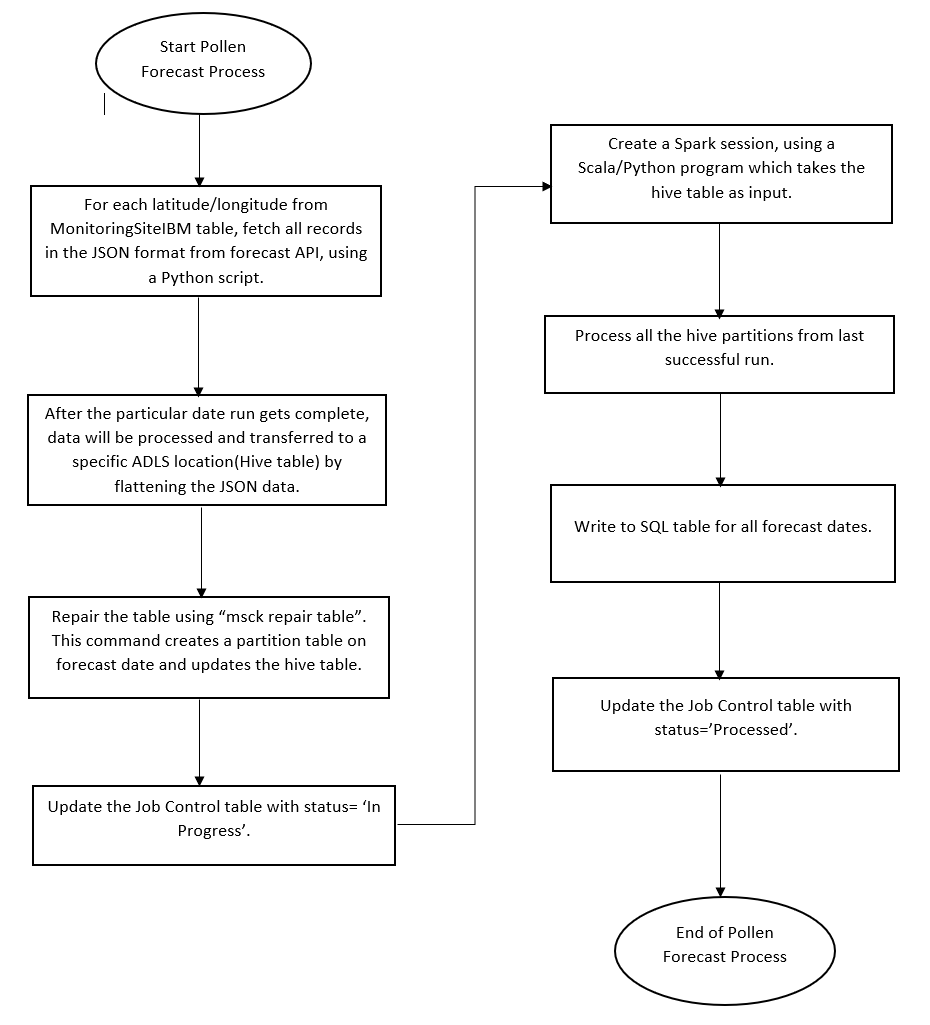 Start Pollen
Forecast Process
For each latitude/longitude from
MonitoringSiteIBM table, fetch all records
in the JSON format from forecast API, using
a Python script.
After the particular date run gets complete,
data will be processed and transferred to a
specific ADLS location(Hive table) by
flattening the JSON data.
Repair the table using “msck repair table”.
This command creates a partition table on
forecast date and updates the hive table.
Update the Job Control table with status= ‘In
Progress’.
Create a Spark session, using a
Scala/Python program which takes the
hive table as input.
Process all the hive partitions from last
successful run.
Write to SQL table for all forecast dates.
Update the Job Control table with
status=’Processed’.
End of Pollen
Forecast Process